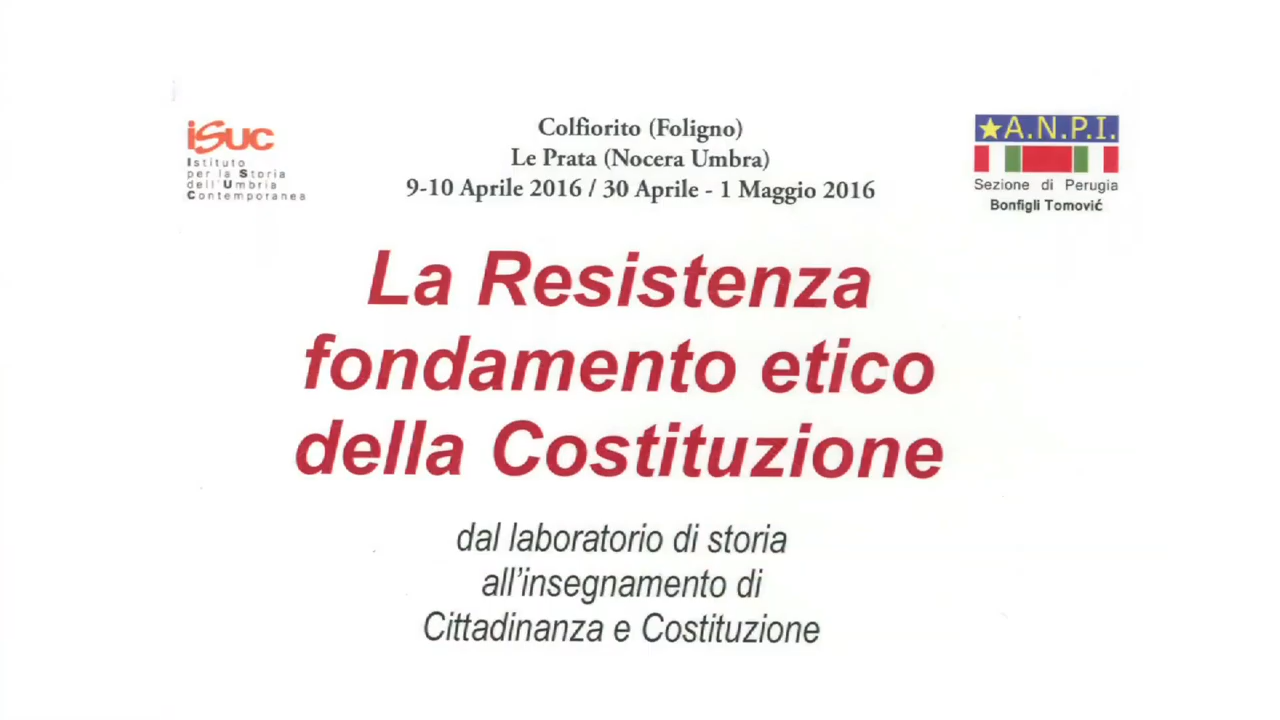 iSuc
Istituto
per la Storia
dell'Umbria
Contemporanea
Colfiorito (Foligno)
Le Prata (Nocera Umbra)
9-10 Aprile 2016 / 30 Aprile - 1 Maggio 2016
A.N.P.I.
Sezione di Perugia
Bonfigli Tomović
La Resistenza
fondamento etico
della Costituzione
dal laboratorio di storia
all'insegnamento di
Cittadinanza e Costituzione